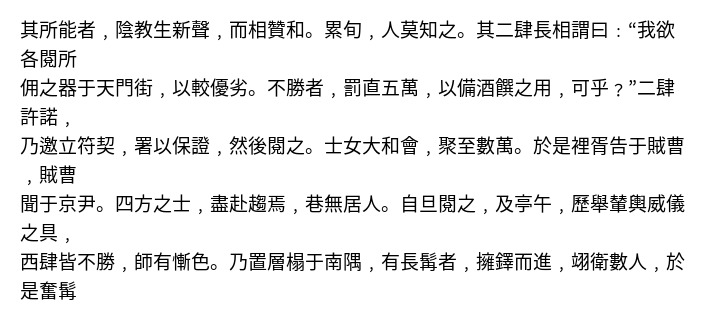 其所能者，陰教生新聲，而相贊和。累旬，人莫知之。其二肆長相謂曰：“我欲
各閱所
佣之器于天門街，以較優劣。不勝者，罰直五萬，以備酒饌之用，可乎？”二肆
許諾，
乃邀立符契，署以保證，然後閱之。士女大和會，聚至數萬。於是裡胥告于賊曹
，賊曹
聞于京尹。四方之士，盡赴趨焉，巷無居人。自旦閱之，及亭午，歷舉輦輿威儀
之具，
西肆皆不勝，師有慚色。乃置層榻于南隅，有長髯者，擁鐸而進，翊衛數人，於
是奮髯